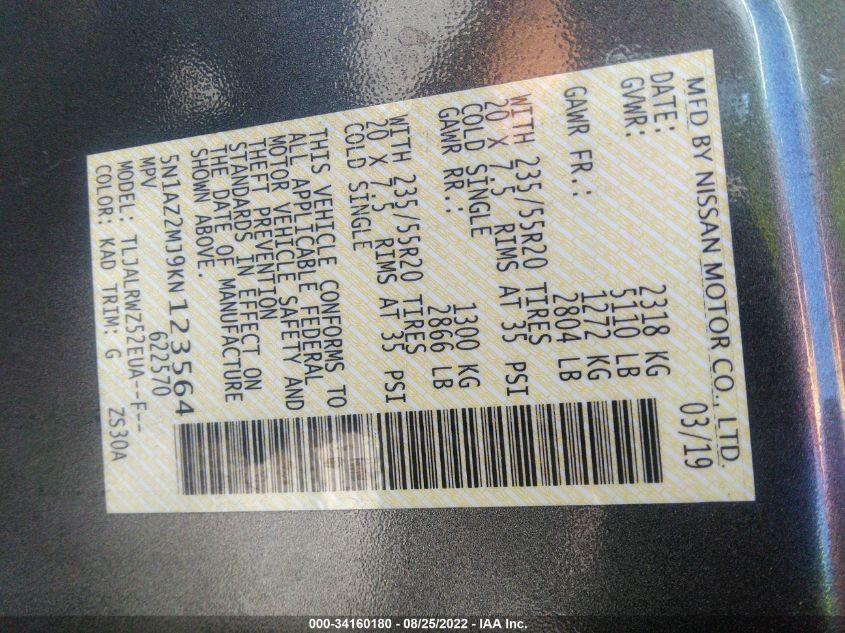 MFD BY NISSAN MOTOR CO., LTD.
DATE: 03/19
GVWR: 2318 KG
5110 LB
GAWR FR.: 1272 KG
2804 LB
WITH 235/55R20 TIRES
20 X 7.5 RIMS AT 35 PSI
COLD SINGLE
GAWR RR.: 1300 KG
2866 LB
WITH 235/55R20 TIRES
20 X 7.5 RIMS AT 35 PSI
COLD SINGLE
THIS VEHICLE CONFORMS TO
ALL APPLICABLE FEDERAL
MOTOR VEHICLE SAFETY AND
THEFT PREVENTION
STANDARDS IN EFFECT ON
THE DATE OF MANUFACTURE
SHOWN ABOVE.
5N1AZ2MJ9KN123564
MPV 622570
MODEL: TLJALRWZ52EUA--F--
COLOR: KAD TRIM: G ZS30A
000-34160180 - 08/25/2022 - IAA Inc.